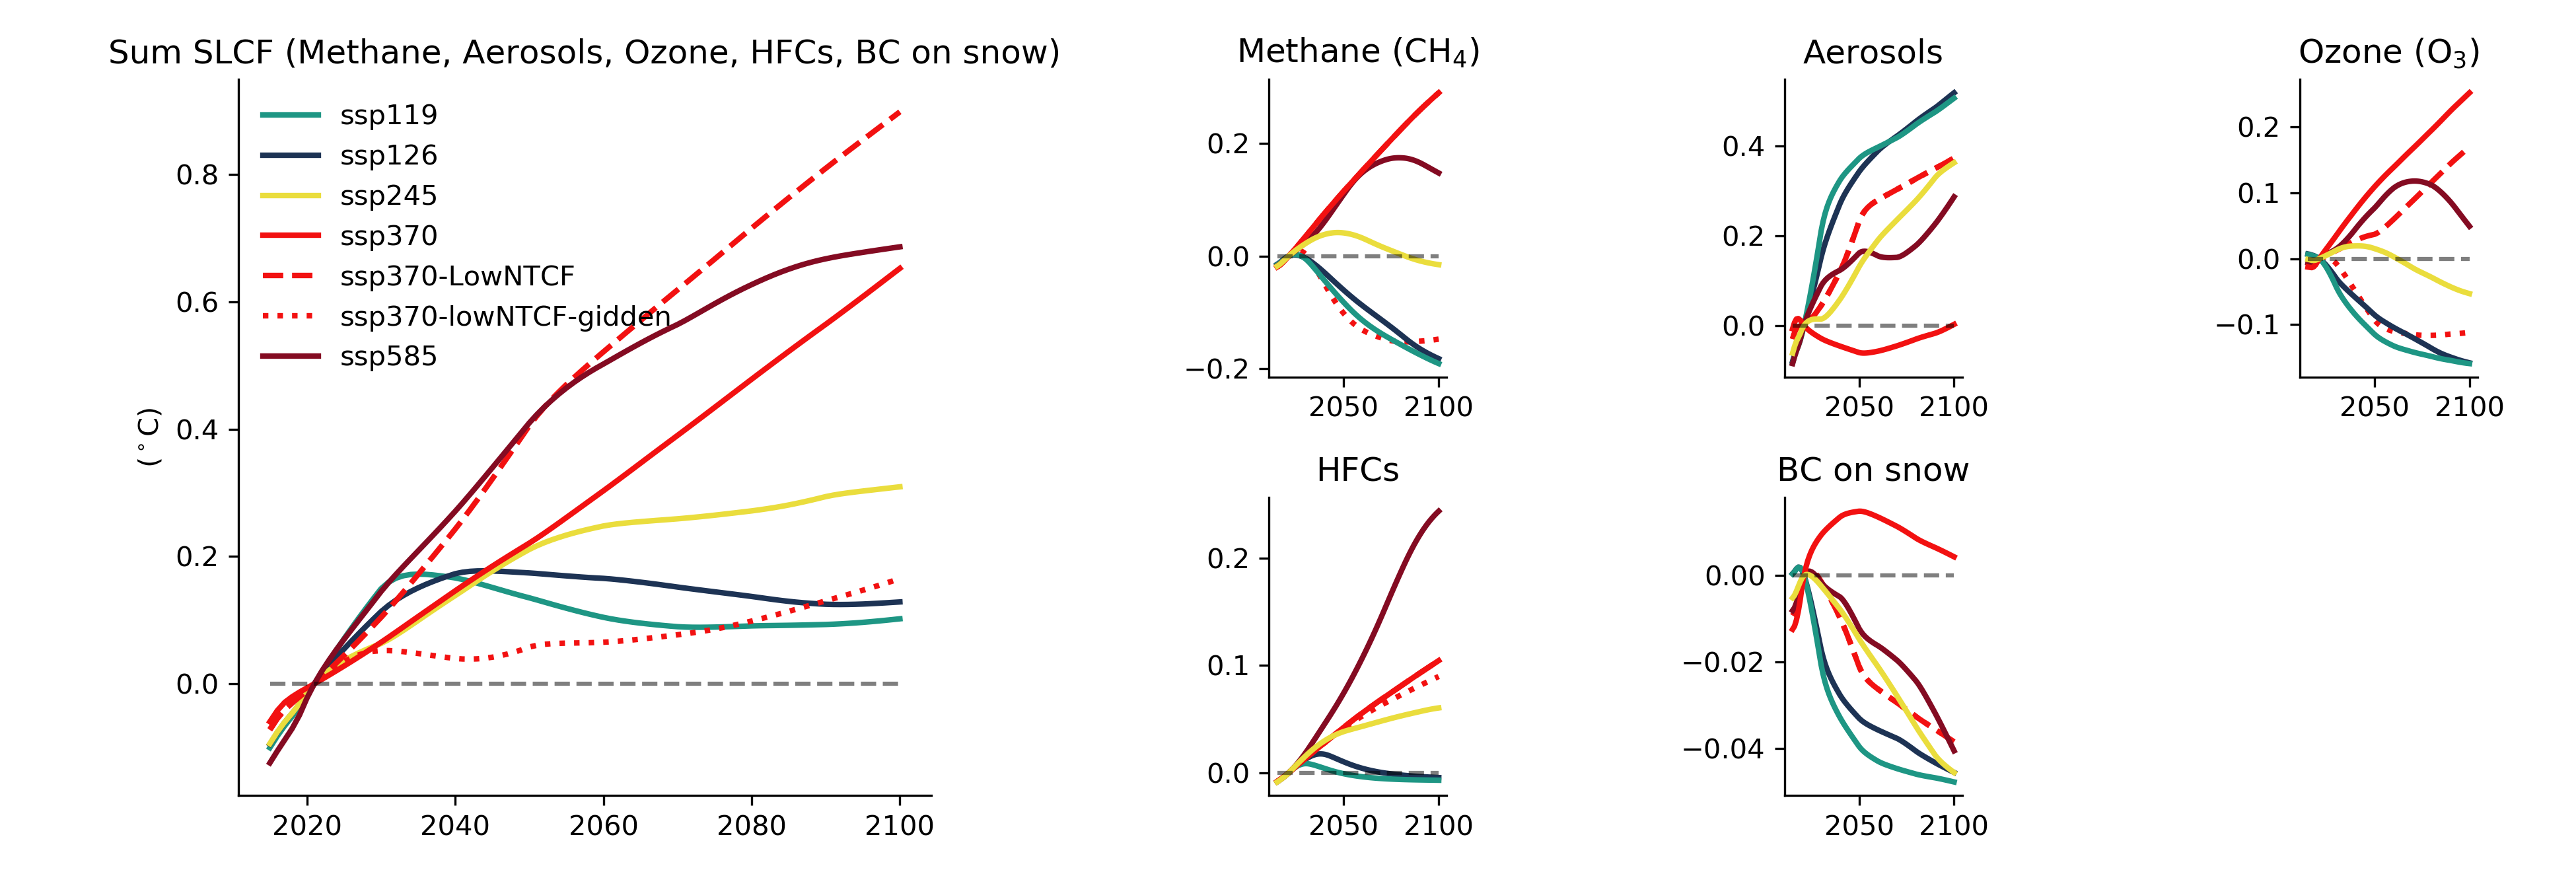 Sum SLCF (Methane, Aerosols, Ozone, HFCs, BC on snow)
ssp119
ssp126
ssp245
ssp370
ssp370-LowNTCF
ssp370-lowNTCF-gidden
ssp585
(°C)
0.8
0.6
0.4
0.2
0.0
2020 2040 2060 2080 2100
Methane (CH₄)
0.2
0.0
−0.2
2050 2100
Aerosols
0.4
0.2
0.0
2050 2100
Ozone (O₃)
0.2
0.1
0.0
−0.1
2050 2100
HFCs
0.2
0.1
0.0
2050 2100
BC on snow
0.00
−0.02
−0.04
2050 2100